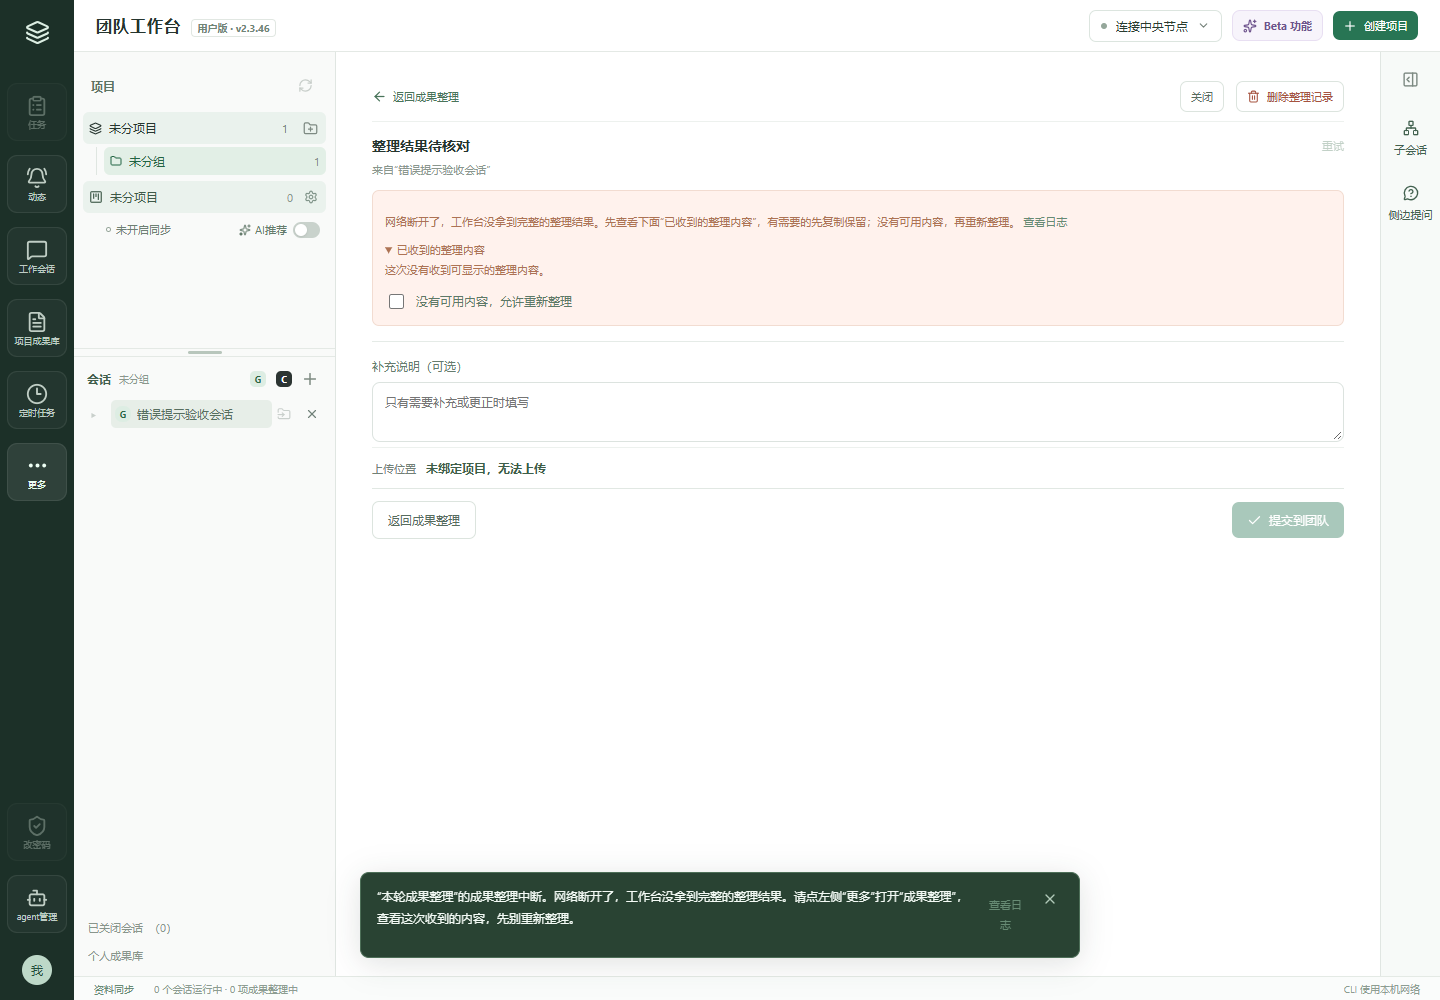 团队工作台
用户版 · v2.3.46
连接中央节点
Beta 功能
创建项目
任务
动态
工作会话
项目成果库
定时任务
更多
改密码
agent管理
我
项目
未分项目
1
未分组
1
未分项目
0
未开启同步
AI推荐
会话 未分组
G
C
G 错误提示验收会话
已关闭会话 (0)
个人成果库
返回成果整理
关闭
删除整理记录
整理结果待核对
重试
来自“错误提示验收会话”
网络断开了，工作台没拿到完整的整理结果。先查看下面“已收到的整理内容”，有需要的先复制保留；没有可用内容，再重新整理。 查看日志
已收到的整理内容
这次没有收到可显示的整理内容。
没有可用内容，允许重新整理
补充说明（可选）
只有需要补充或更正时填写
上传位置 未绑定项目，无法上传
返回成果整理
提交到团队
子会话
侧边提问
“本轮成果整理”的成果整理中断。网络断开了，工作台没拿到完整的整理结果。请点左侧“更多”打开“成果整理”，
查看这次收到的内容，先别重新整理。
查看日
志
资料同步
0 个会话运行中 · 0 项成果整理中
CLI 使用本机网络